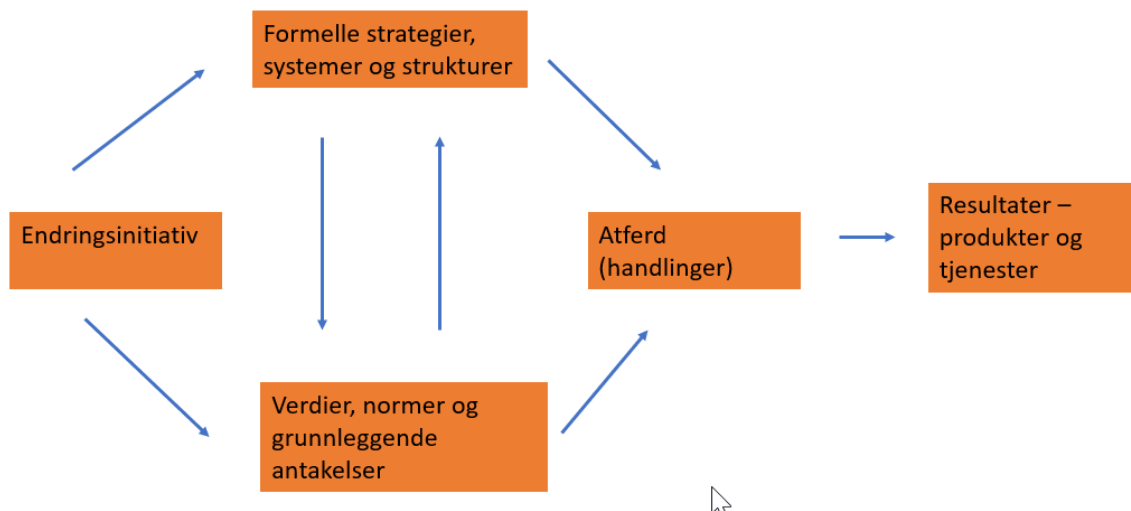 Formelle strategier,
systemer og strukturer
Endringsinitiativ
Atferd
(handlinger)
Resultater –
produkter og
tjenester
Verdier, normer og
grunnleggende
antakelser